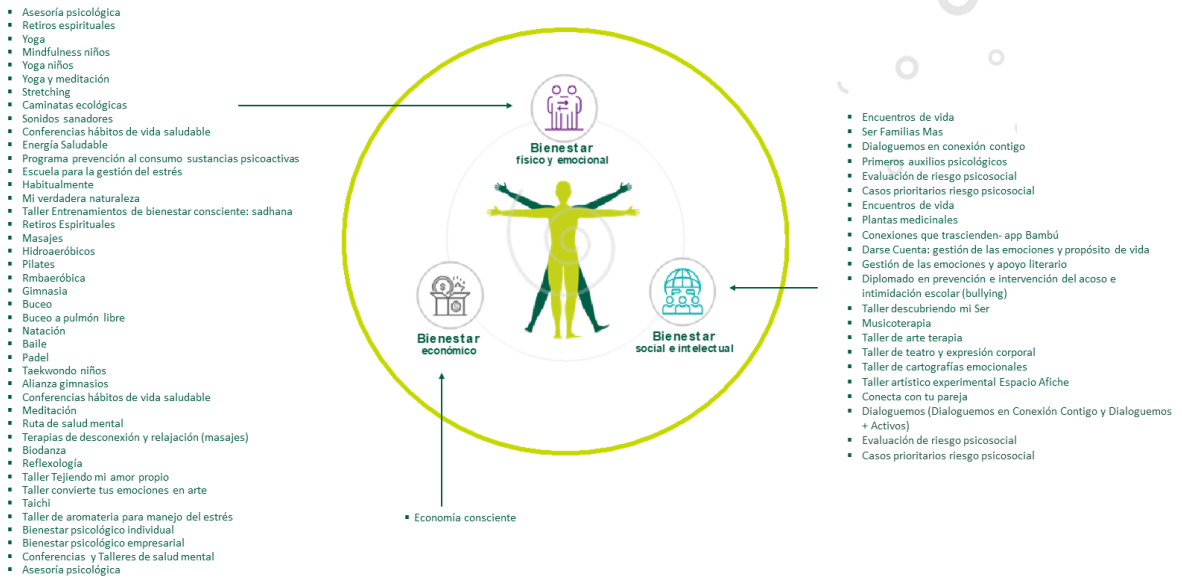 Asesoría psicológica
Retiros espirituales
Yoga
Mindfulness niños
Yoga niños
Yoga y meditación
Stretching
Caminatas ecológicas
Sonidos sanadores
Conferencias hábitos de vida saludable
Energía Saludable
Programa prevención al consumo sustancias psicoactivas
Escuela para la gestión del estrés
Habitualmente
Mi verdadera naturaleza
Taller Entrenamientos de bienestar consciente: sadhana
Retiros Espirituales
Masajes
Hidroaeróbicos
Pilates
Rmbaeróbica
Gimnasia
Buceo
Buceo a pulmón libre
Natación
Baile
Padel
Taekwondo niños
Alianza gimnasios
Conferencias hábitos de vida saludable
Meditación
Ruta de salud mental
Terapias de desconexión y relajación (masajes)
Biodanza
Reflexología
Taller Tejiendo mi amor propio
Taller convierte tus emociones en arte
Taichi
Taller de aromateria para manejo del estrés
Bienestar psicológico individual
Bienestar psicológico empresarial
Conferencias y Talleres de salud mental
Asesoría psicológica
Bienestar
físico y emocional
Bienestar
económico
Bienestar
social e intelectual
Economía consciente
Encuentros de vida
Ser Familias Mas
Dialoguemos en conexión contigo
Primeros auxilios psicológicos
Evaluación de riesgo psicosocial
Casos prioritarios riesgo psicosocial
Encuentros de vida
Plantas medicinales
Conexiones que trascienden- app Bambú
Darse Cuenta: gestión de las emociones y propósito de vida
Gestión de las emociones y apoyo literario
Diplomado en prevención e intervención del acoso e
intimidación escolar (bullying)
Taller descubriendo mi Ser
Musicoterapia
Taller de arte terapia
Taller de teatro y expresión corporal
Taller de cartografías emocionales
Taller artístico experimental Espacio Afiche
Conecta con tu pareja
Dialoguemos (Dialoguemos en Conexión Contigo y Dialoguemos
+ Activos)
Evaluación de riesgo psicosocial
Casos prioritarios riesgo psicosocial